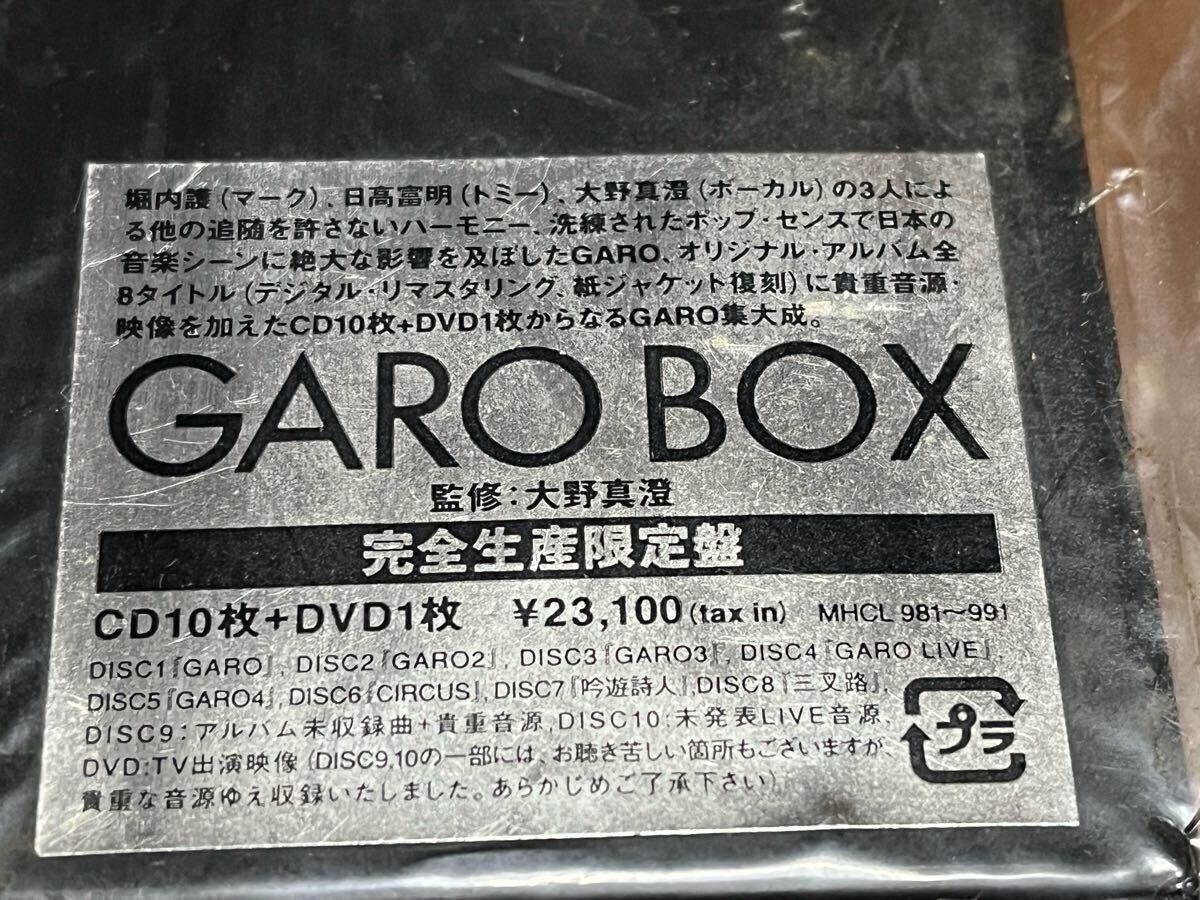 堀内護(マーク)、日高富明(トミー)、大野真澄(ボーカル)の3人によ
る他の追随を許さないハーモニー、洗練されたポップ・センスで日本の
音楽シーンに絶大な影響を及ぼしたGARO、オリジナル・アルバム全
8タイトル(デジタル・リマスタリング、紙ジャケット復刻)に貴重音源・
映像を加えたCD10枚+DVD1枚からなるGARO集大成。
GARO BOX
監修：大野真澄
完全生産限定盤
CD10枚+DVD1枚 ¥23,100(tax in) MHCL 981〜991
DISC1『GARO』, DISC2『GARO2』, DISC3『GARO3』, DISC4『GARO LIVE』,
DISC5『GARO4』, DISC6『CIRCUS』, DISC7『吟遊詩人』, DISC8『三叉路』,
DISC9：アルバム未収録曲+貴重音源, DISC10：未発表LIVE音源,
DVD：TV出演映像(DISC9,10の一部には、お聴き苦しい箇所もございますが、
貴重な音源ゆえ収録いたしました。あらかじめご了承下さい)
プラ